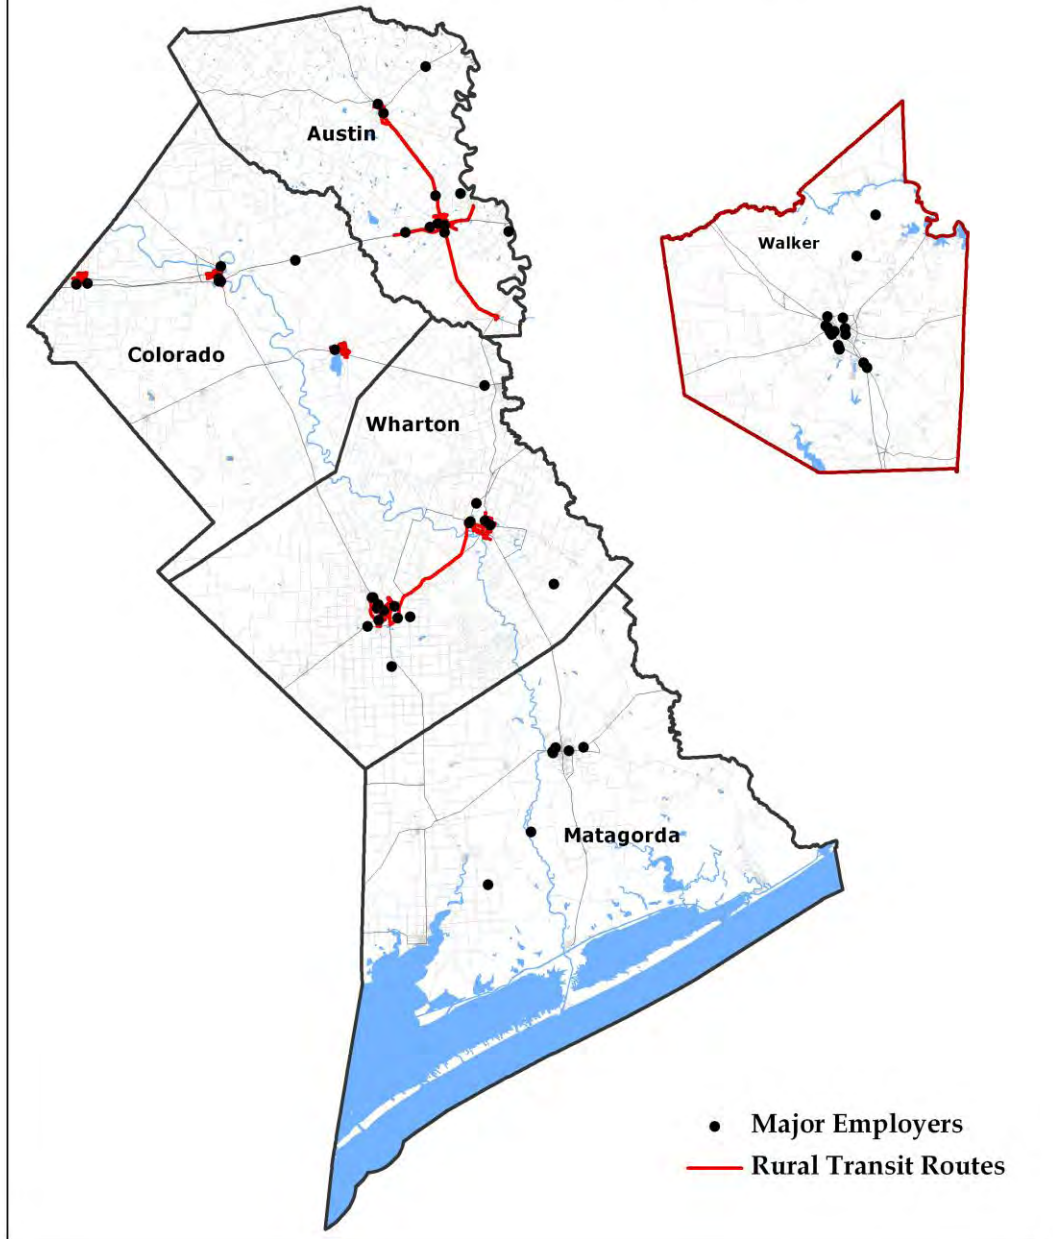 Austin
Walker
Colorado
Wharton
Matagorda
Major Employers
Rural Transit Routes